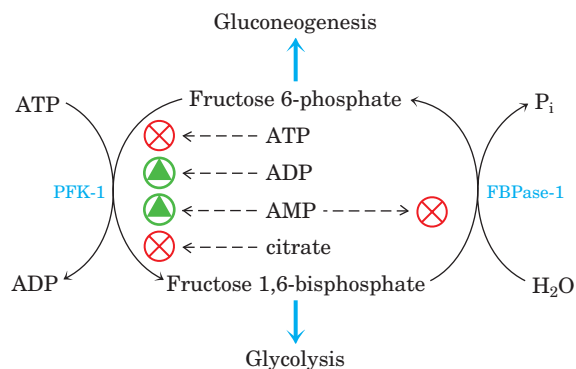 Gluconeogenesis
ATP
Fructose 6-phosphate
Pi
ATP
ADP
PFK-1
AMP
FBPase-1
citrate
ADP
Fructose 1,6-bisphosphate
H2O
Glycolysis